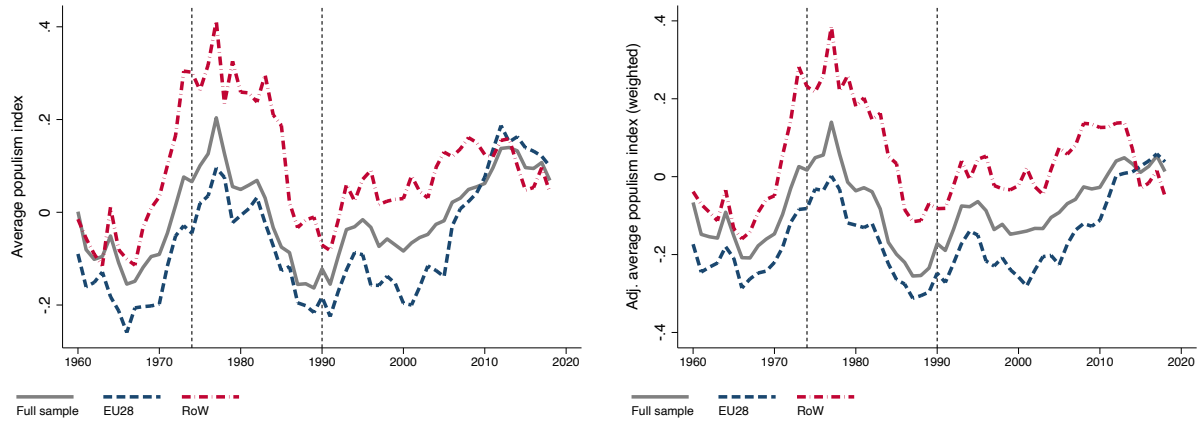 Average populism index
.4
.2
0
-.2
1960 1970 1980 1990 2000 2010 2020
Full sample EU28 RoW
Adj. average populism index (weighted)
.4
.2
0
-.2
-.4
1960 1970 1980 1990 2000 2010 2020
Full sample EU28 RoW